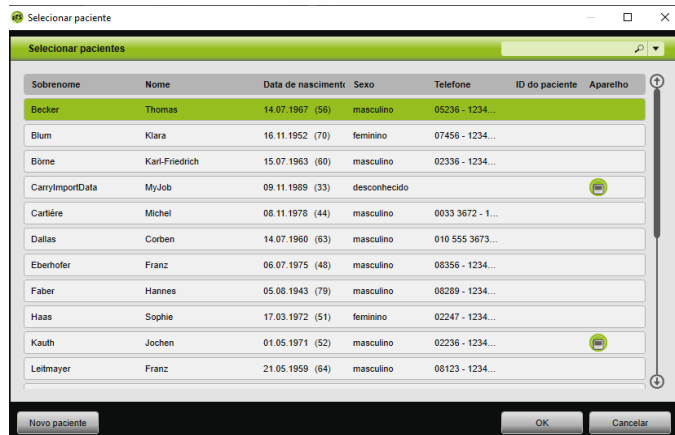 Selecionar paciente
Selecionar pacientes
Sobrenome Nome Data de nascimento Sexo Telefone ID do paciente Aparelho
Becker Thomas 14.07.1967 (56) masculino 05236 - 1234...
Blum Klara 16.11.1952 (70) feminino 07456 - 1234...
Börne Karl-Friedrich 15.07.1963 (60) masculino 02336 - 1234...
CarryImportData MyJob 09.11.1989 (33) desconhecido
Cartiére Michel 08.11.1978 (44) masculino 0033 3672 - 1...
Dallas Corben 14.07.1960 (63) masculino 010 555 3673...
Eberhofer Franz 06.07.1975 (48) masculino 08356 - 1234...
Faber Hannes 05.08.1943 (79) masculino 08289 - 1234...
Haas Sophie 17.03.1972 (51) feminino 02247 - 1234...
Kauth Jochen 01.05.1971 (52) masculino 02236 - 1234...
Leitmayer Franz 21.05.1959 (64) masculino 08123 - 1234...
Novo paciente OK Cancelar